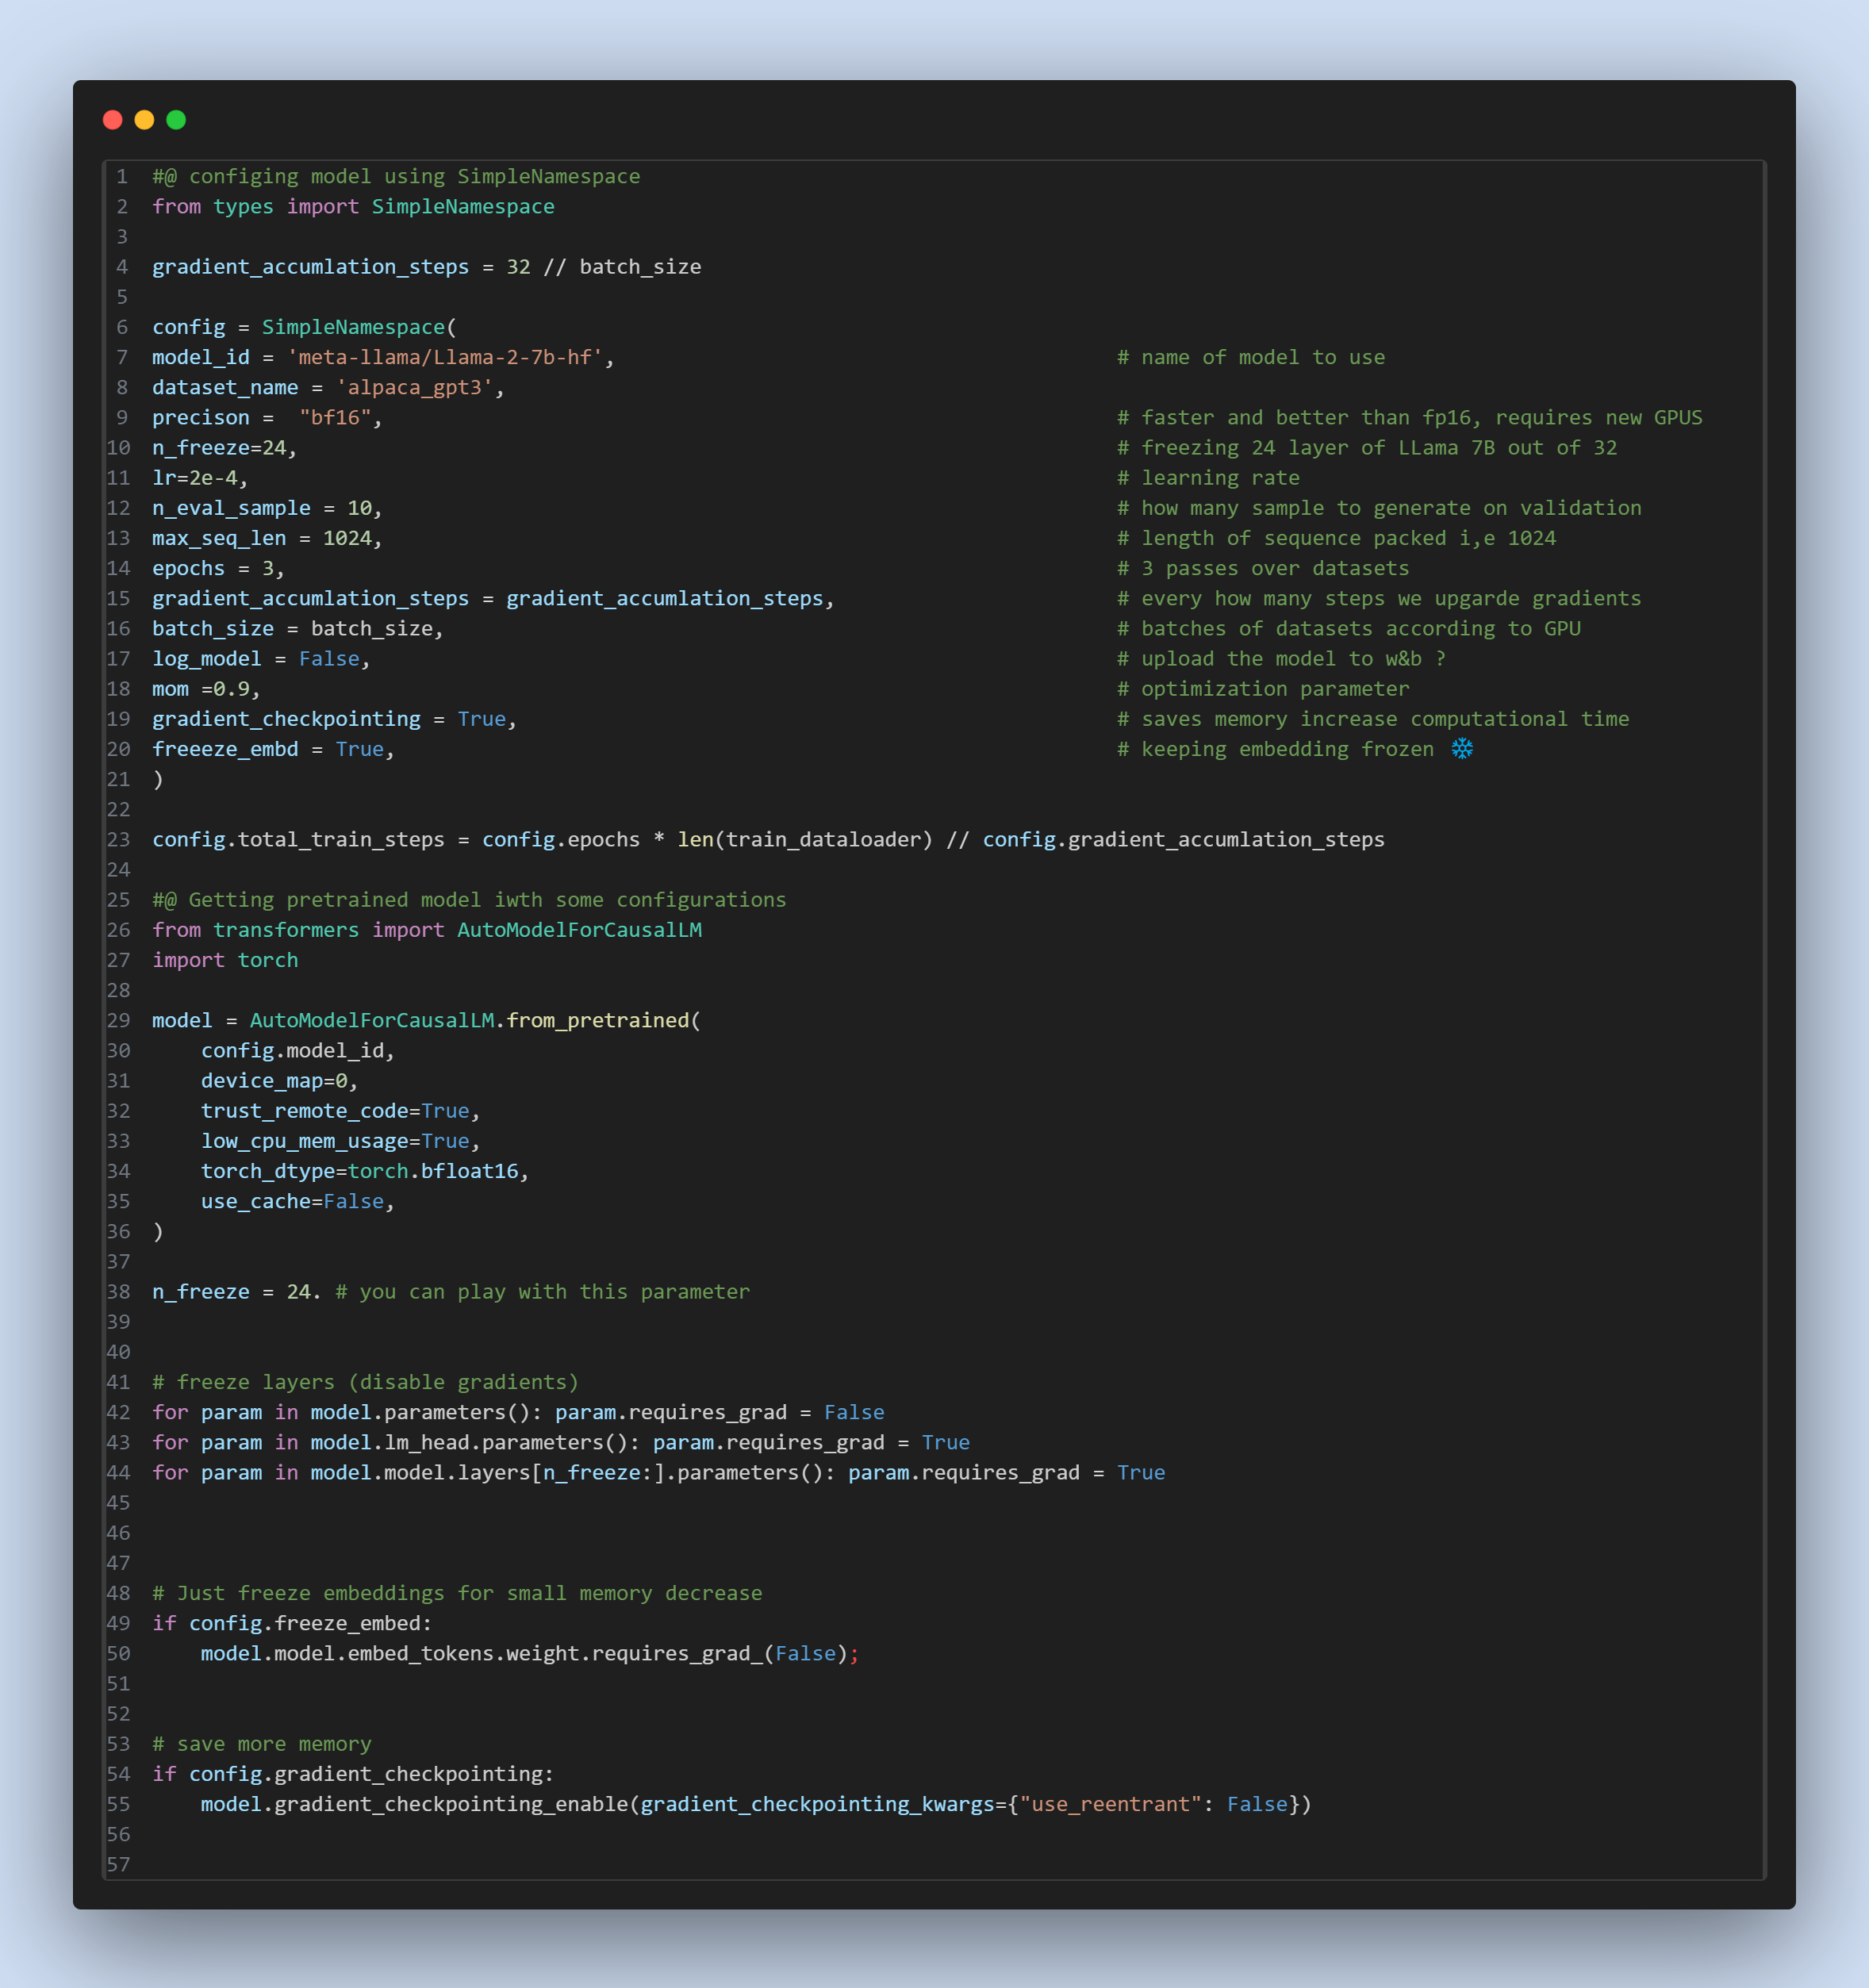 1 #@ configing model using SimpleNamespace
2 from types import SimpleNamespace
3
4 gradient_accumlation_steps = 32 // batch_size
5
6 config = SimpleNamespace(
7 model_id = 'meta-llama/Llama-2-7b-hf', # name of model to use
8 dataset_name = 'alpaca_gpt3',
9 precison =  "bf16", # faster and better than fp16, requires new GPUS
10 n_freeze=24, # freezing 24 layer of LLama 7B out of 32
11 lr=2e-4, # learning rate
12 n_eval_sample = 10, # how many sample to generate on validation
13 max_seq_len = 1024, # length of sequence packed i,e 1024
14 epochs = 3, # 3 passes over datasets
15 gradient_accumlation_steps = gradient_accumlation_steps, # every how many steps we upgarde gradients
16 batch_size = batch_size, # batches of datasets according to GPU
17 log_model = False, # upload the model to w&b ?
18 mom =0.9, # optimization parameter
19 gradient_checkpointing = True, # saves memory increase computational time
20 freeeze_embd = True, # keeping embedding frozen ❄️
21 )
22
23 config.total_train_steps = config.epochs * len(train_dataloader) // config.gradient_accumlation_steps
24
25 #@ Getting pretrained model iwth some configurations
26 from transformers import AutoModelForCausalLM
27 import torch
28
29 model = AutoModelForCausalLM.from_pretrained(
30     config.model_id,
31     device_map=0,
32     trust_remote_code=True,
33     low_cpu_mem_usage=True,
34     torch_dtype=torch.bfloat16,
35     use_cache=False,
36 )
37
38 n_freeze = 24. # you can play with this parameter
39
40
41 # freeze layers (disable gradients)
42 for param in model.parameters(): param.requires_grad = False
43 for param in model.lm_head.parameters(): param.requires_grad = True
44 for param in model.model.layers[n_freeze:].parameters(): param.requires_grad = True
45
46
47
48 # Just freeze embeddings for small memory decrease
49 if config.freeze_embed:
50     model.model.embed_tokens.weight.requires_grad_(False);
51
52
53 # save more memory
54 if config.gradient_checkpointing:
55     model.gradient_checkpointing_enable(gradient_checkpointing_kwargs={"use_reentrant": False})
56
57